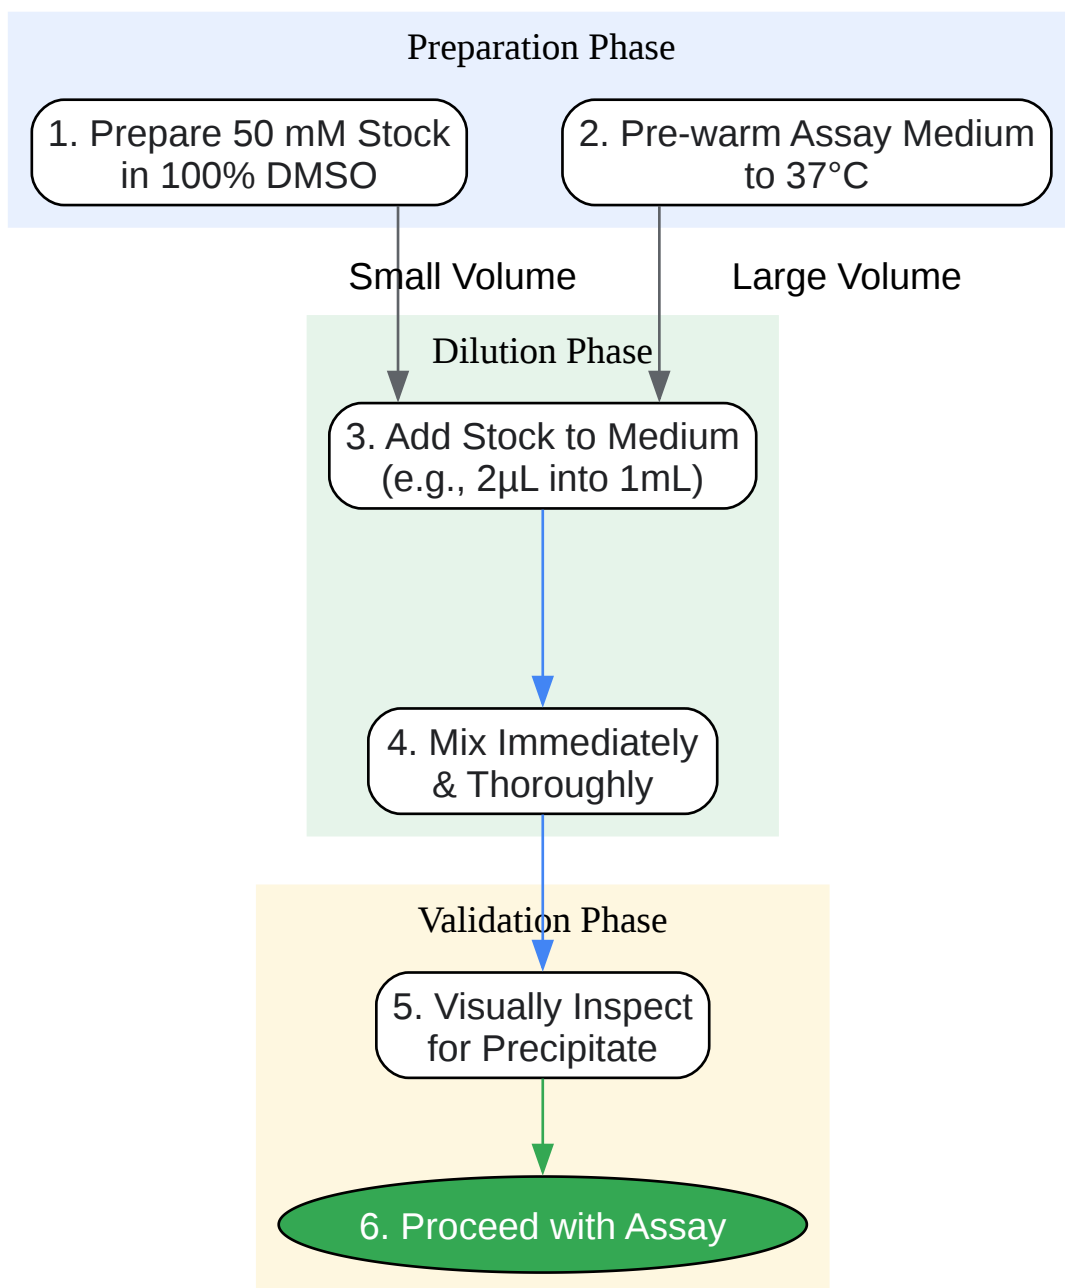 Preparation Phase
1. Prepare 50 mM Stock
in 100% DMSO
2. Pre-warm Assay Medium
to 37°C
Small Volume
Large Volume
Dilution Phase
3. Add Stock to Medium
(e.g., 2µL into 1mL)
4. Mix Immediately
& Thoroughly
Validation Phase
5. Visually Inspect
for Precipitate
6. Proceed with Assay